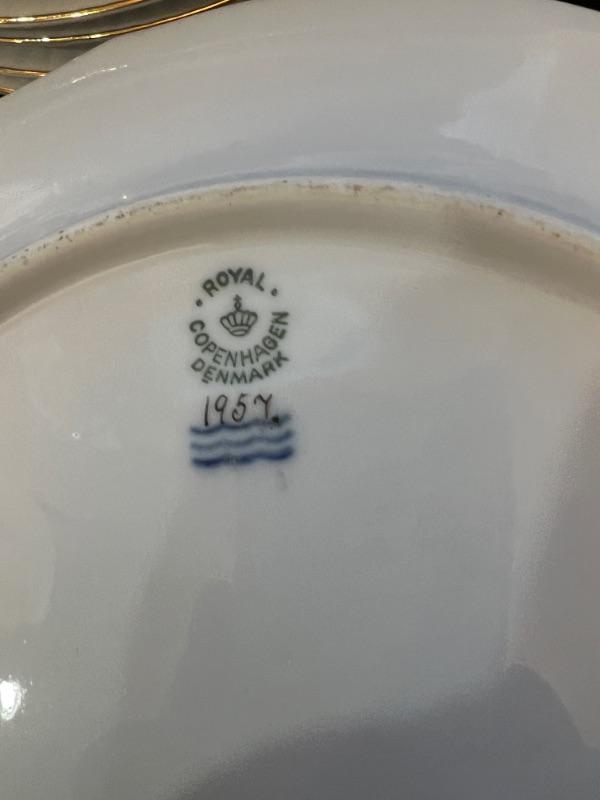 ROYAL
COPENHAGEN
DENMARK
1957.